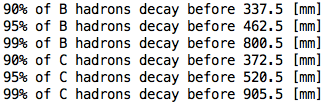 90% of B hadrons decay before 337.5 [mm]
95% of B hadrons decay before 462.5 [mm]
99% of B hadrons decay before 800.5 [mm]
90% of C hadrons decay before 372.5 [mm]
95% of C hadrons decay before 520.5 [mm]
99% of C hadrons decay before 905.5 [mm]